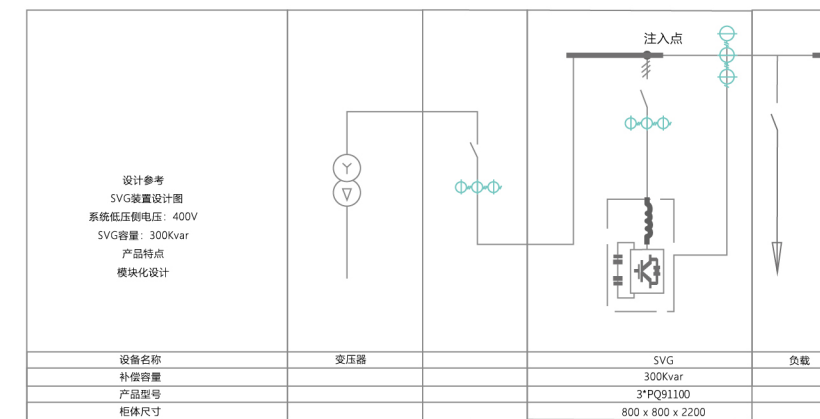 注入点
设计参考
SVG装置设计图
系统低压侧电压：400V
SVG容量：300Kvar
产品特点
模块化设计
设备名称 变压器 SVG 负载
补偿容量 300Kvar
产品型号 3*PQ91100
柜体尺寸 800 x 800 x 2200